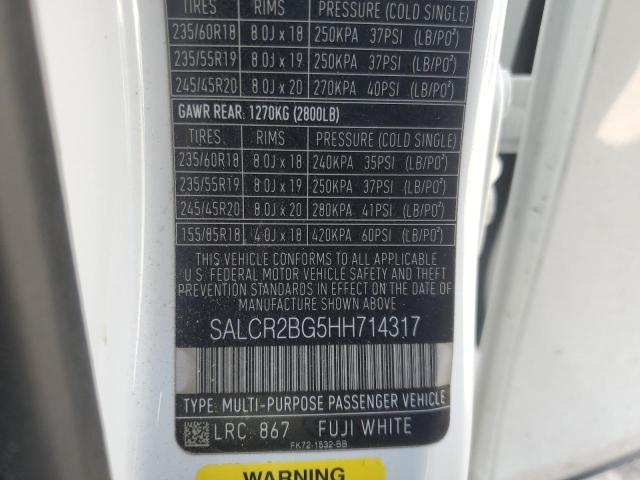 TIRES RIMS PRESSURE (COLD SINGLE)
235/60R18 8.0J x 18 250KPA 37PSI (LB/PO²)
235/55R19 8.0J x 19 250KPA 37PSI (LB/PO²)
245/45R20 8.0J x 20 270KPA 40PSI (LB/PO²)
GAWR REAR: 1270KG (2800LB)
TIRES RIMS PRESSURE (COLD SINGLE)
235/60R18 8.0J x 18 240KPA 35PSI (LB/PO²)
235/55R19 8.0J x 19 250KPA 37PSI (LB/PO²)
245/45R20 8.0J x 20 280KPA 41PSI (LB/PO²)
155/85R18 4.0J x 18 420KPA 60PSI (LB/PO²)
THIS VEHICLE CONFORMS TO ALL APPLICABLE
U.S. FEDERAL MOTOR VEHICLE SAFETY AND THEFT
PREVENTION STANDARDS IN EFFECT ON THE DATE OF
MANUFACTURE SHOWN ABOVE.
SALCR2BG5HH714317
TYPE: MULTI-PURPOSE PASSENGER VEHICLE
LRC: 867 FUJI WHITE
FK72-1532-BB
WARNING